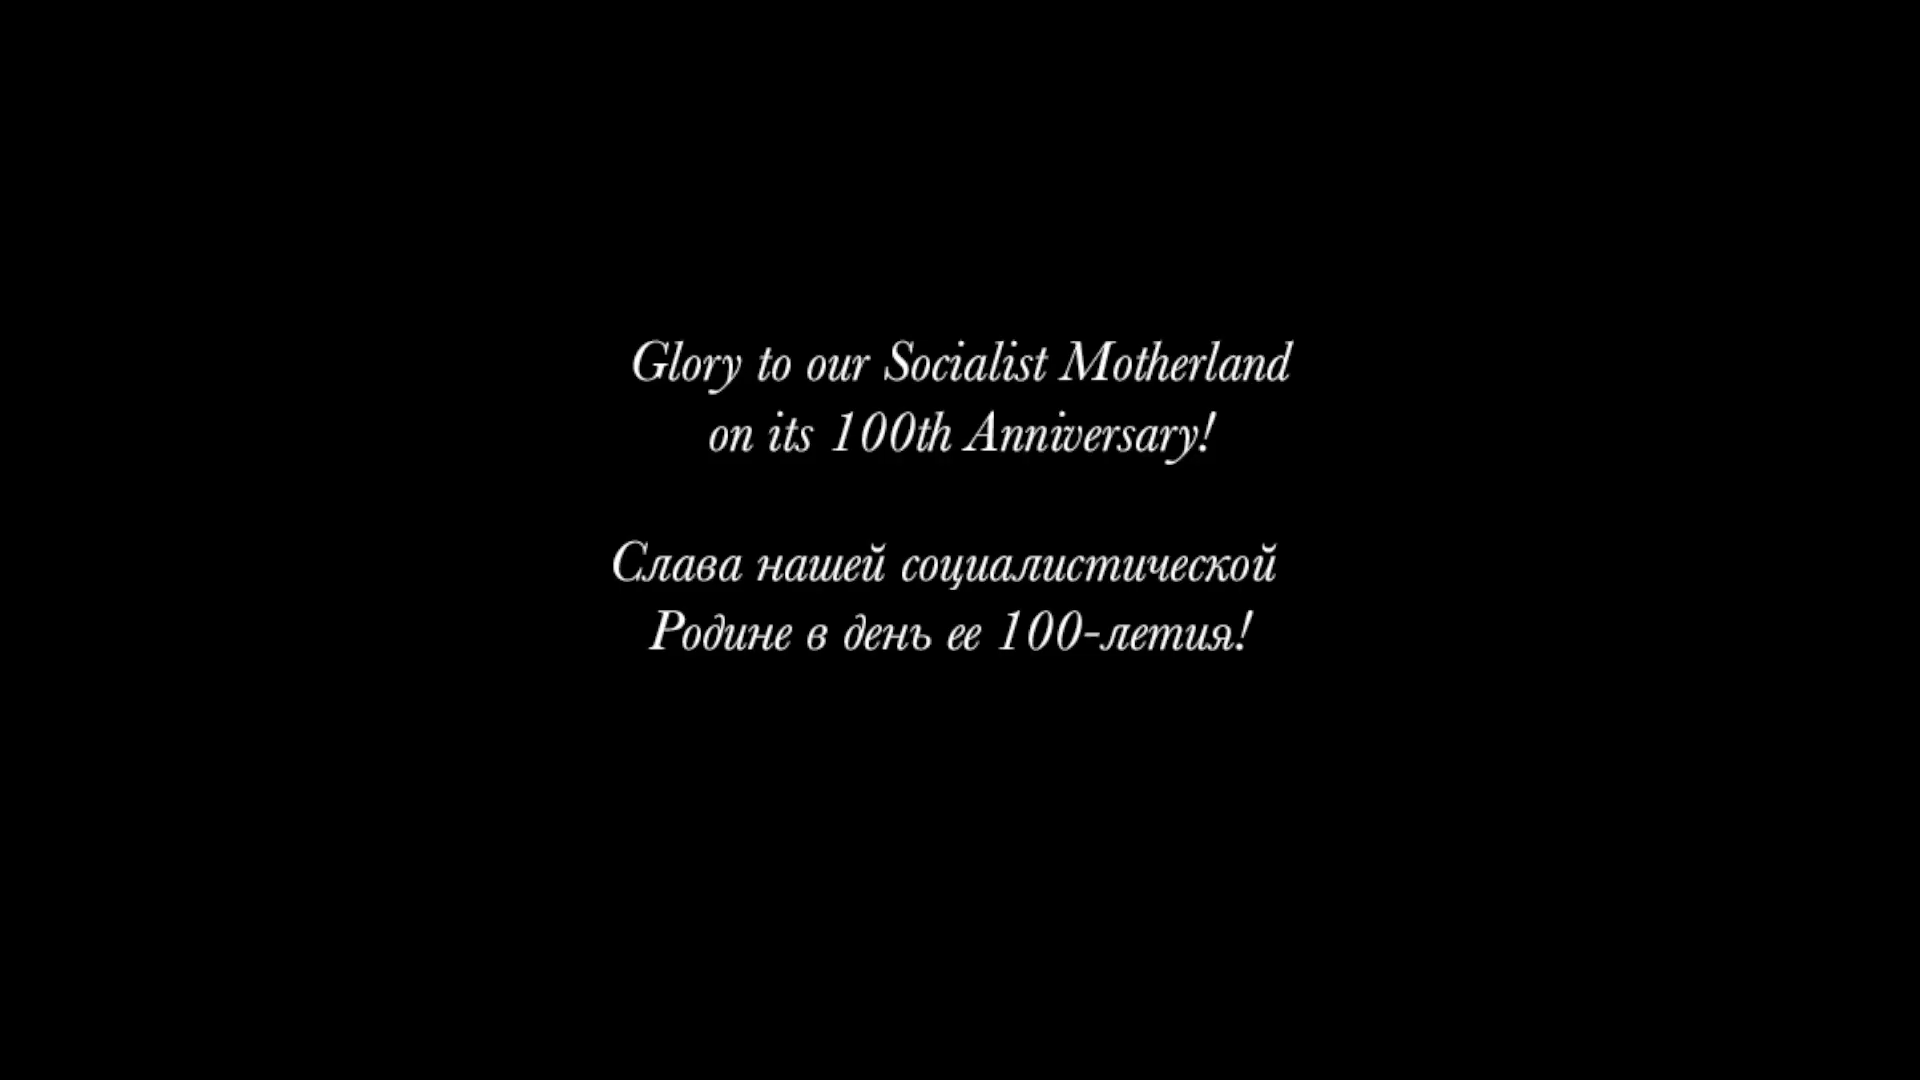 Glory to our Socialist Motherland
on its 100th Anniversary!
Слава нашей социалистической
Родине в день ее 100-летия!